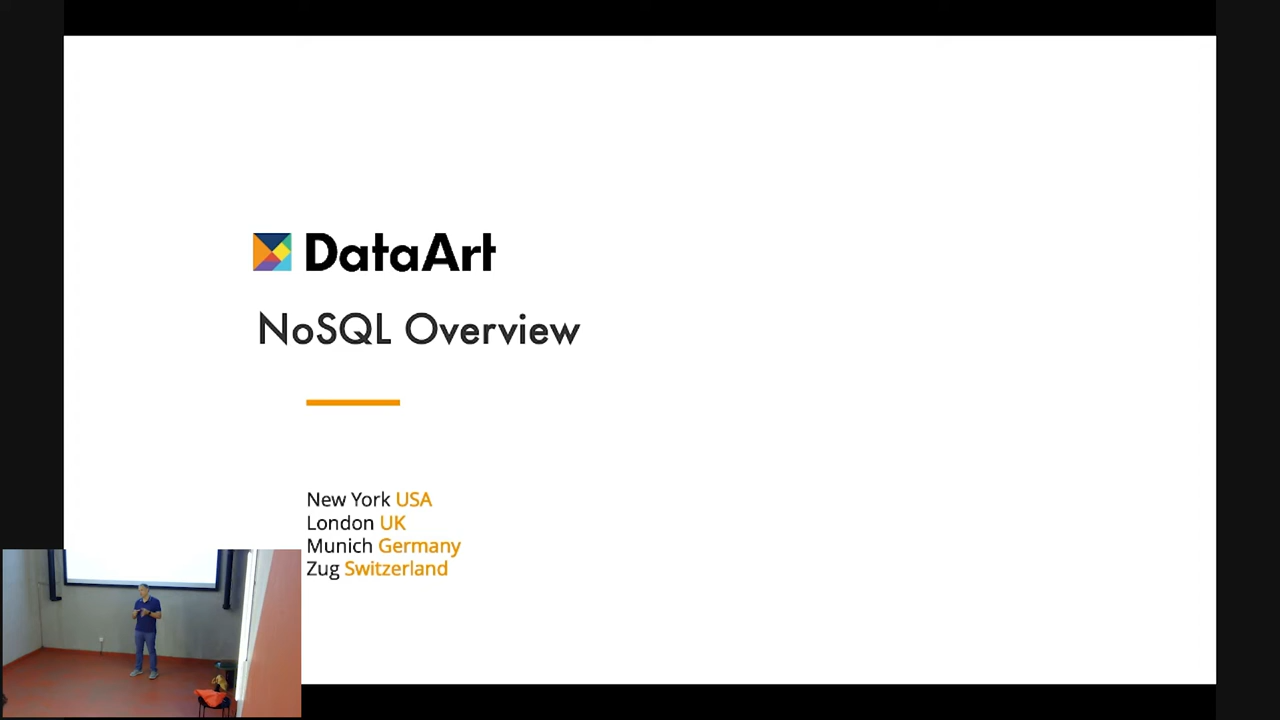 DataArt
NoSQL Overview
New York USA
London UK
Munich Germany
Zug Switzerland